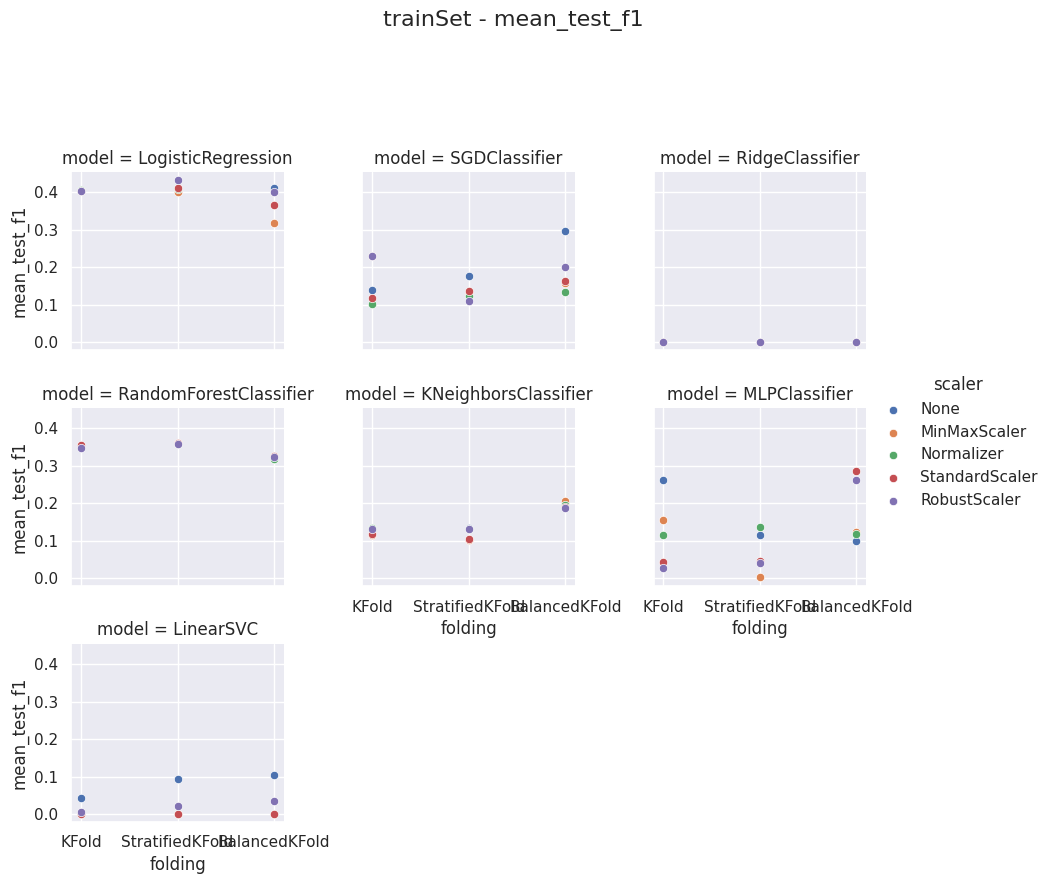 trainSet - mean_test_f1
model = LogisticRegression
model = SGDClassifier
model = RidgeClassifier
0.4
0.3
0.2
0.1
0.0
mean_test_f1
model = RandomForestClassifier
model = KNeighborsClassifier
model = MLPClassifier
0.4
0.3
0.2
0.1
0.0
mean_test_f1
KFold StratifiedKFold BalancedKFold
folding
KFold StratifiedKFold BalancedKFold
folding
scaler
None
MinMaxScaler
Normalizer
StandardScaler
RobustScaler
model = LinearSVC
0.4
0.3
0.2
0.1
0.0
mean_test_f1
KFold StratifiedKFold BalancedKFold
folding